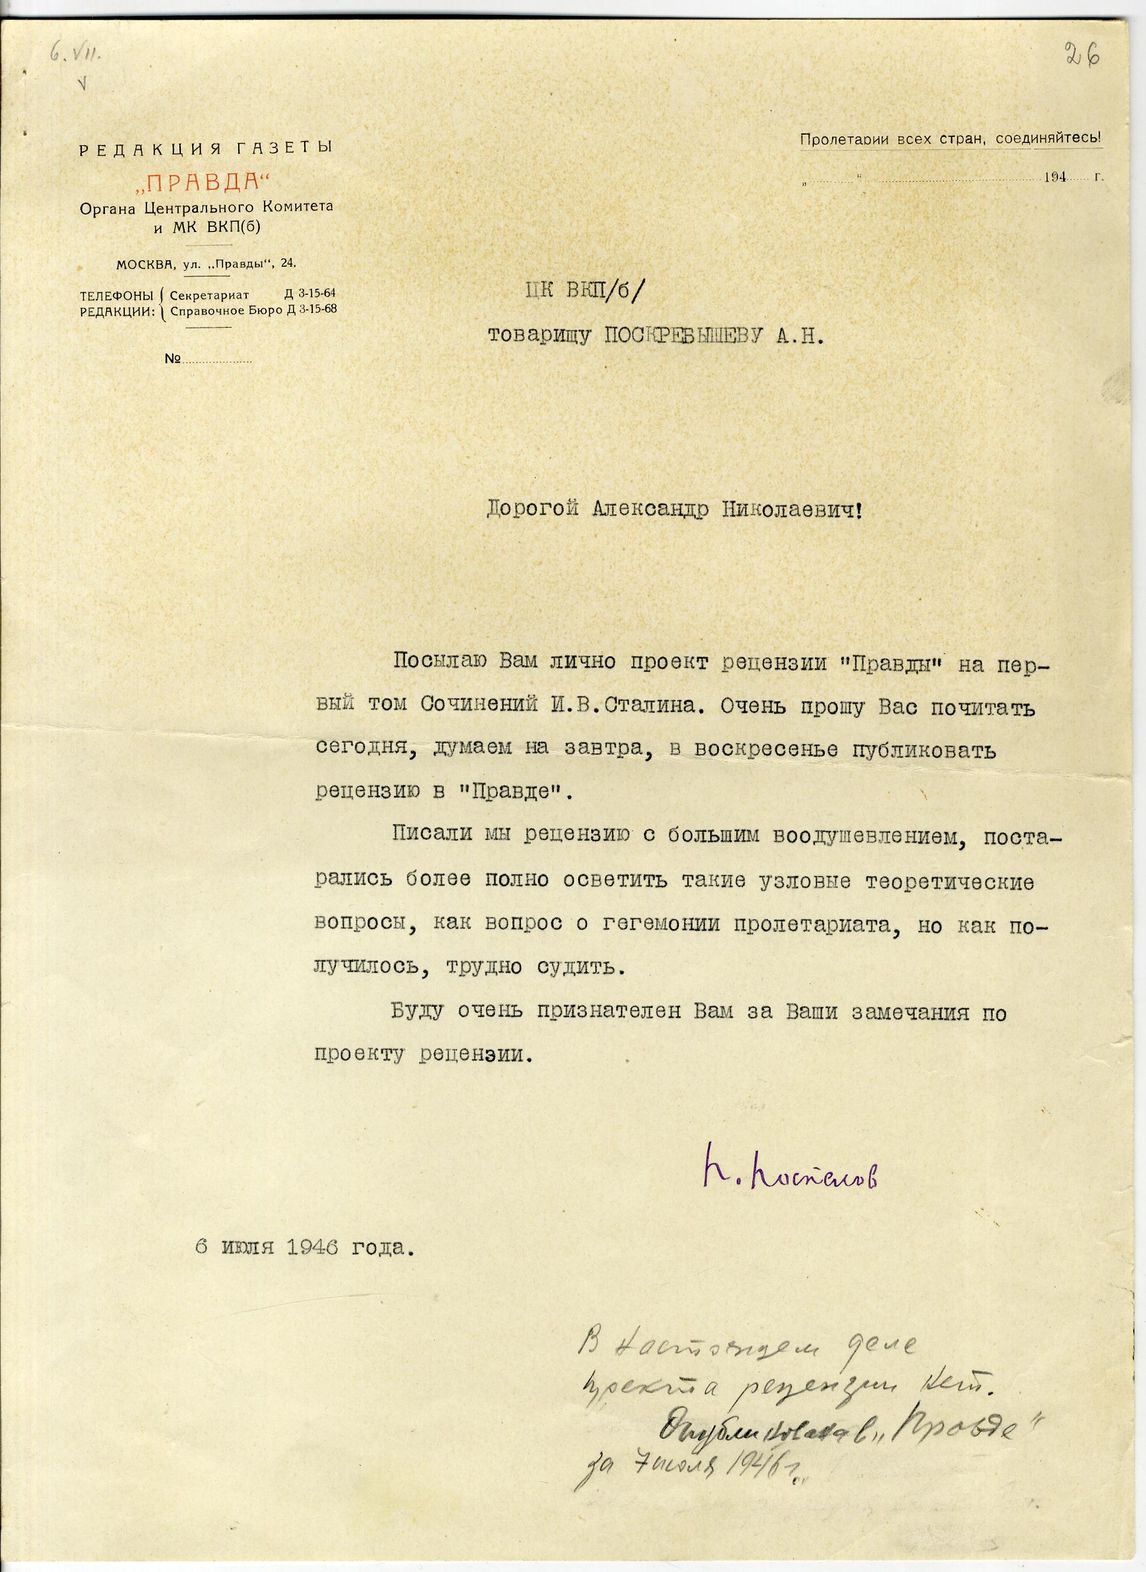 6.VII.
26
РЕДАКЦИЯ ГАЗЕТЫ
„ПРАВДА“
Органа Центрального Комитета
и МК ВКП(б)
МОСКВА, ул. „Правды“, 24.
ТЕЛЕФОНЫ РЕДАКЦИИ: { Секретариат Д 3-15-64
Справочное Бюро Д 3-15-68
№....................
Пролетарии всех стран, соединяйтесь!
„..........“ .................................. 194..... г.
ЦК ВКП/б/
товарищу ПОСКРЕБЫШЕВУ А.Н.
Дорогой Александр Николаевич!
Посылаю Вам лично проект рецензии "Правды" на пер-
вый том Сочинений И.В.Сталина. Очень прошу Вас почитать
сегодня, думаем на завтра, в воскресенье публиковать
рецензию в "Правде".
Писали мы рецензию с большим воодушевлением, поста-
рались более полно осветить такие узловые теоретические
вопросы, как вопрос о гегемонии пролетариата, но как по-
лучилось, трудно судить.
Буду очень признателен Вам за Ваши замечания по
проекту рецензии.
П. Поспелов
6 июля 1946 года.
В настоящем деле
проекта рецензии нет.
Опубликована в „Правде“
за 7 июля 1946 г.